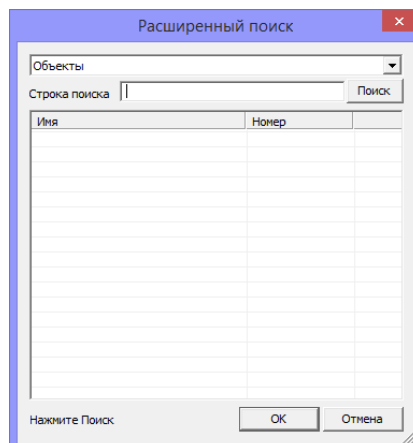 Расширенный поиск
Объекты
Строка поиска Поиск
Имя Номер
Нажмите Поиск OK Отмена